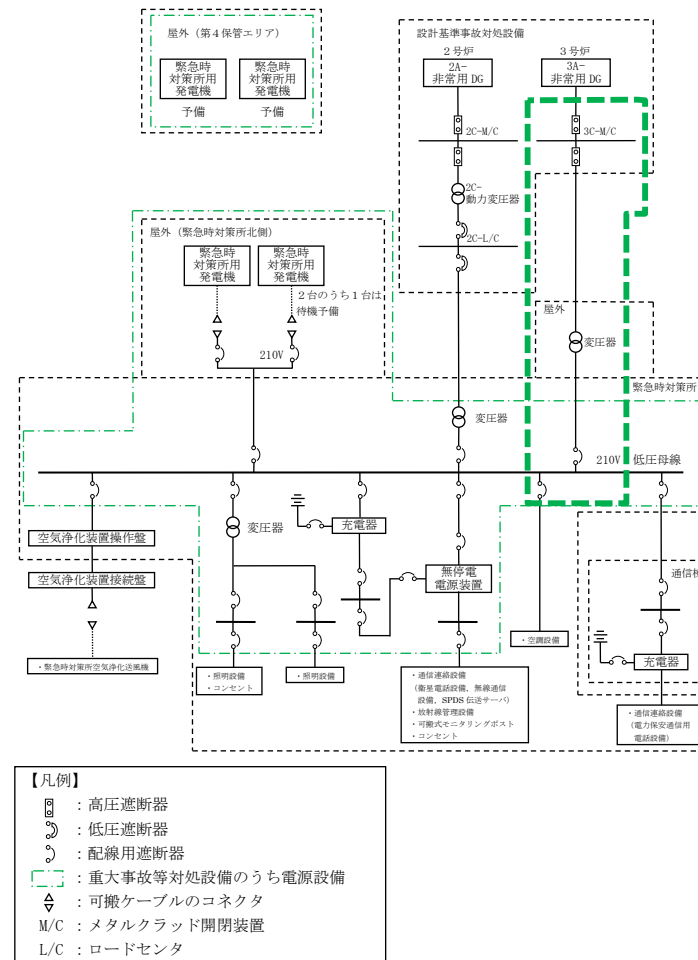 屋外（第４保管エリア）
緊急時
対策所用
発電機
緊急時
対策所用
発電機
予備
予備
設計基準事故対処設備
２号炉
３号炉
2A-
非常用 DG
3A-
非常用 DG
2C-M/C
3C-M/C
2C-
動力変圧器
2C-L/C
屋外（緊急時対策所北側）
緊急時
対策所用
発電機
緊急時
対策所用
発電機
２台のうち１台は
待機予備
210V
屋外
変圧器
緊急時対策所
変圧器
210V 低圧母線
空気浄化装置操作盤
空気浄化装置接続盤
・緊急時対策所空気浄化送風機
変圧器
充電器
無停電
電源装置
・照明設備
・コンセント
・照明設備
・通信連絡設備
（衛星電話設備，無線通信
設備，SPDS 伝送サーバ）
・放射線管理設備
・可搬式モニタリングポスト
・コンセント
・空調設備
通信機
充電器
・通信連絡設備
（電力保安通信用
電話設備）
【凡例】
：高圧遮断器
：低圧遮断器
：配線用遮断器
：重大事故等対処設備のうち電源設備
：可搬ケーブルのコネクタ
M/C ：メタルクラッド開閉装置
L/C ：ロードセンタ